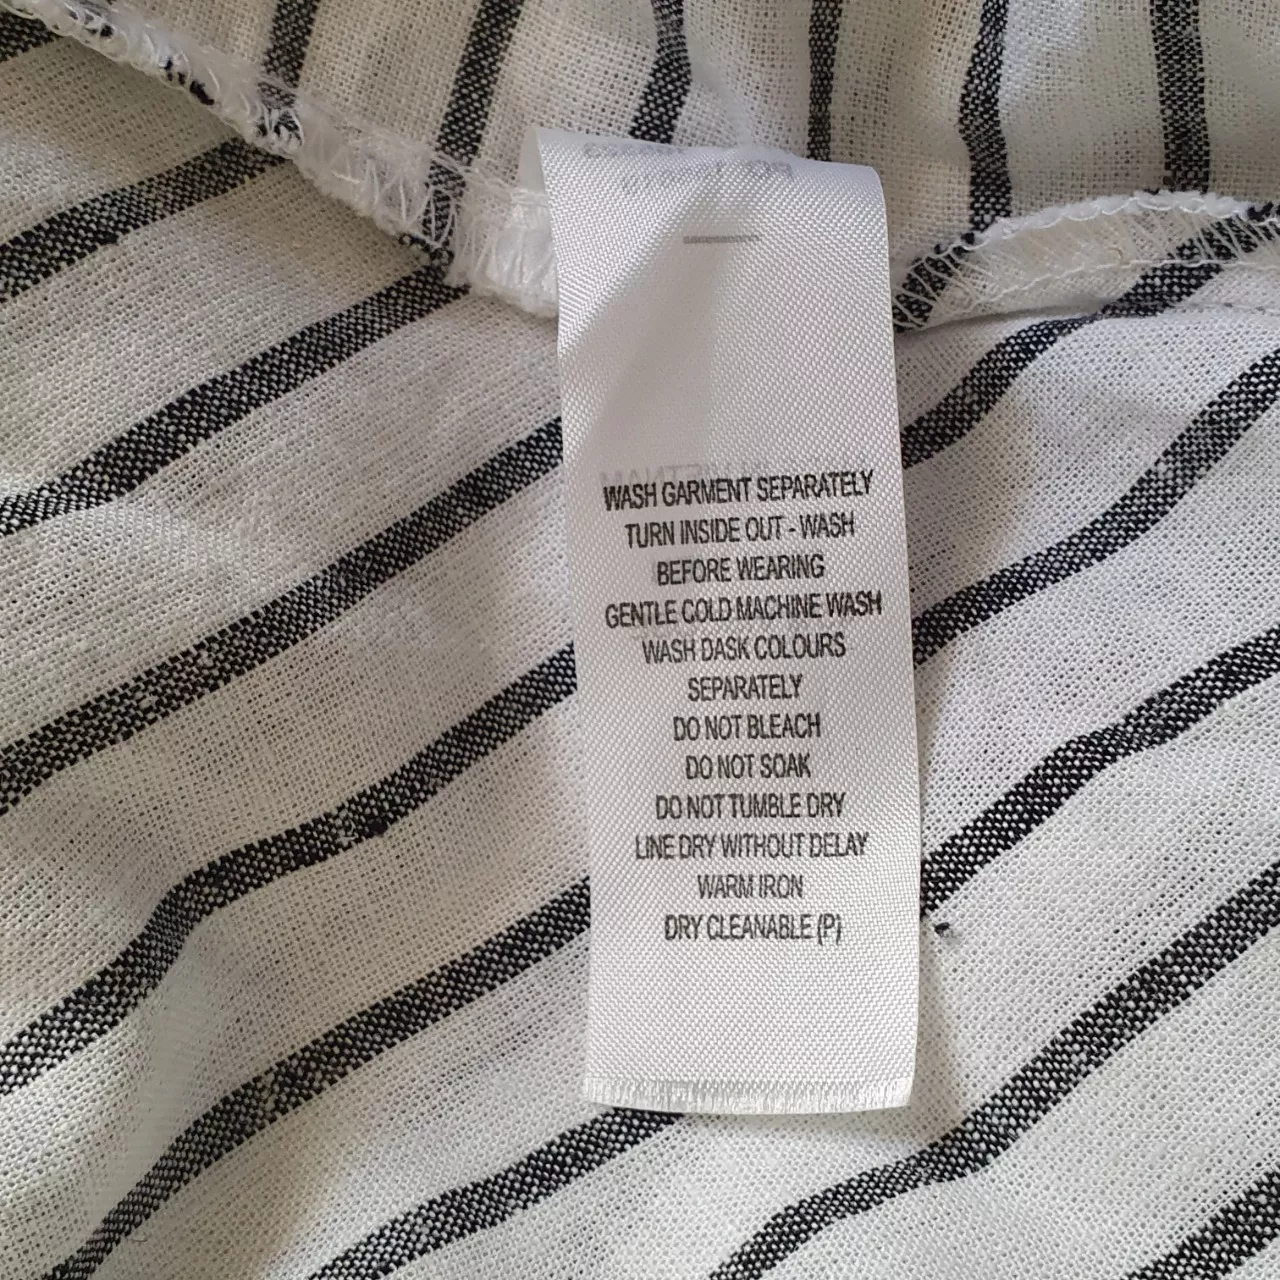 WASH GARMENT SEPARATELY
TURN INSIDE OUT - WASH
BEFORE WEARING
GENTLE COLD MACHINE WASH
WASH DASK COLOURS
SEPARATELY
DO NOT BLEACH
DO NOT SOAK
DO NOT TUMBLE DRY
LINE DRY WITHOUT DELAY
WARM IRON
DRY CLEANABLE (P)